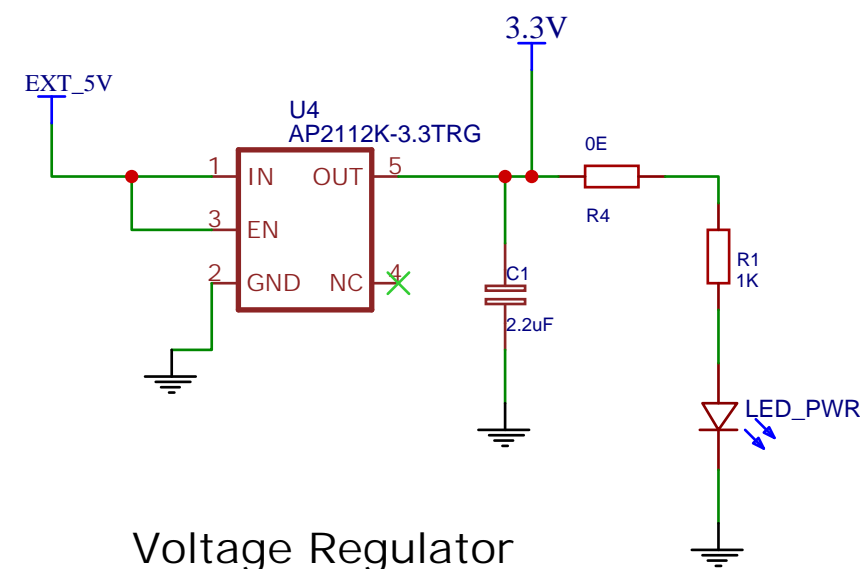 3.3V
EXT_5V
U4
AP2112K-3.3TRG
0E
1 IN OUT 5
R4
3 EN
R1
1K
2 GND NC 4
C1
2.2uF
LED_PWR
Voltage Regulator